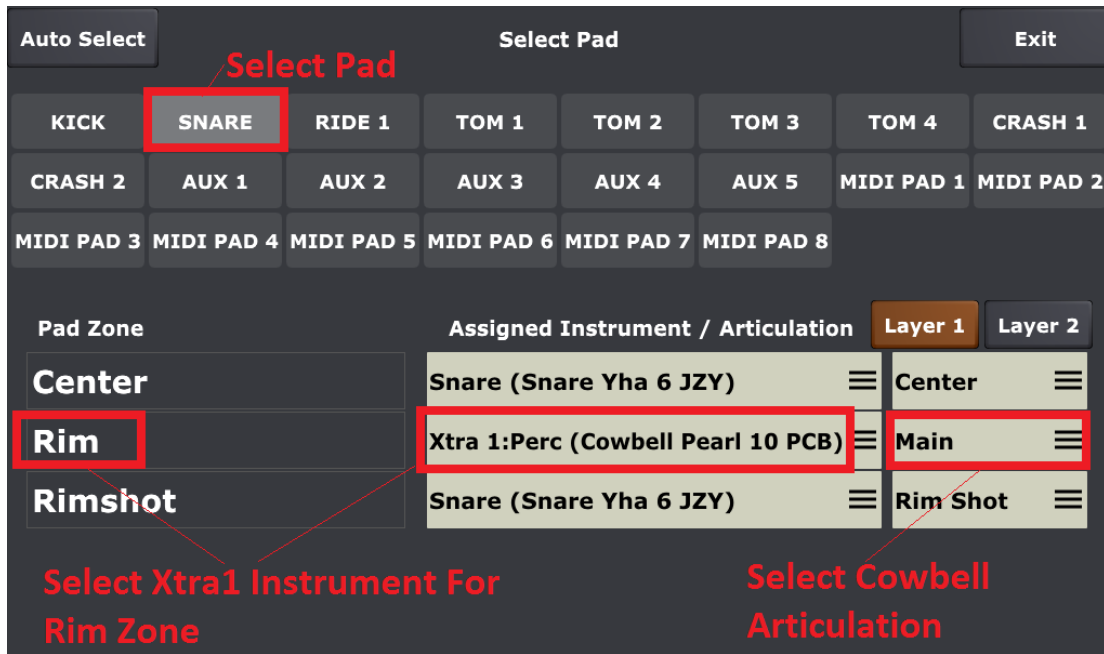 Auto Select Select Pad Exit
Select Pad
KICK SNARE RIDE 1 TOM 1 TOM 2 TOM 3 TOM 4 CRASH 1
CRASH 2 AUX 1 AUX 2 AUX 3 AUX 4 AUX 5 MIDI PAD 1 MIDI PAD 2
MIDI PAD 3 MIDI PAD 4 MIDI PAD 5 MIDI PAD 6 MIDI PAD 7 MIDI PAD 8
Pad Zone Assigned Instrument / Articulation Layer 1 Layer 2
Center Snare (Snare Yha 6 JZY) Center
Rim Xtra 1:Perc (Cowbell Pearl 10 PCB) Main
Rimshot Snare (Snare Yha 6 JZY) Rim Shot
Select Xtra1 Instrument For
Rim Zone
Select Cowbell
Articulation